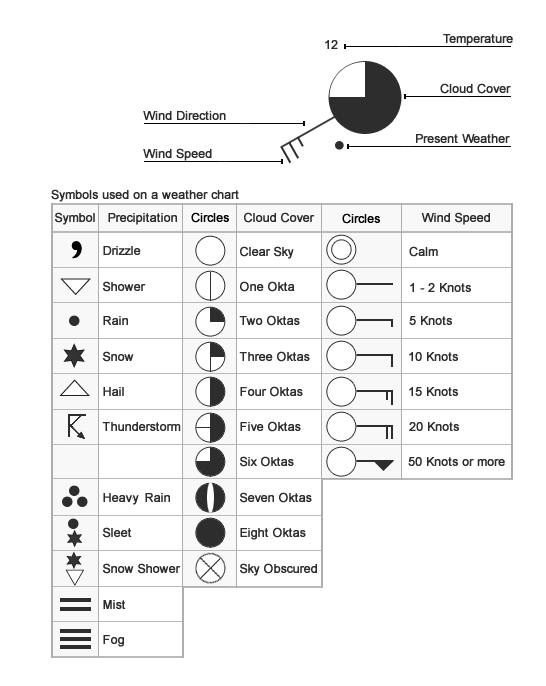 12
Temperature
Cloud Cover
Wind Direction
Present Weather
Wind Speed
Symbols used on a weather chart
Symbol Precipitation Circles Cloud Cover Circles Wind Speed
Drizzle Clear Sky Calm
Shower One Okta 1 - 2 Knots
Rain Two Oktas 5 Knots
Snow Three Oktas 10 Knots
Hail Four Oktas 15 Knots
Thunderstorm Five Oktas 20 Knots
Six Oktas 50 Knots or more
Heavy Rain Seven Oktas
Sleet Eight Oktas
Snow Shower Sky Obscured
Mist
Fog